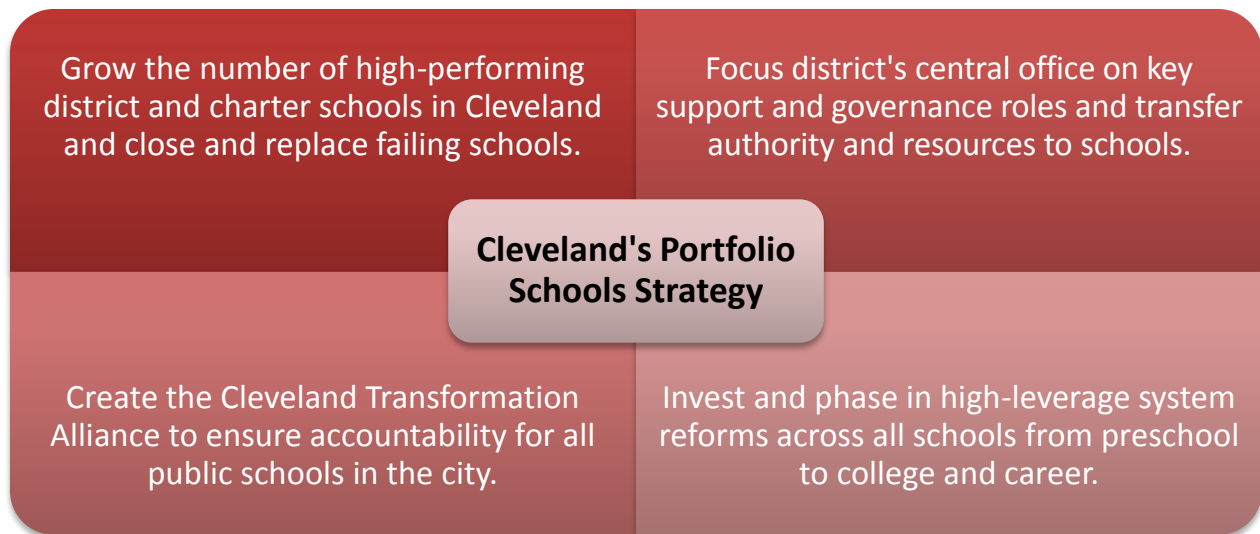 Grow the number of high-performing
district and charter schools in Cleveland
and close and replace failing schools.
Focus district's central office on key
support and governance roles and transfer
authority and resources to schools.
Cleveland's Portfolio
Schools Strategy
Create the Cleveland Transformation
Alliance to ensure accountability for all
public schools in the city.
Invest and phase in high-leverage system
reforms across all schools from preschool
to college and career.